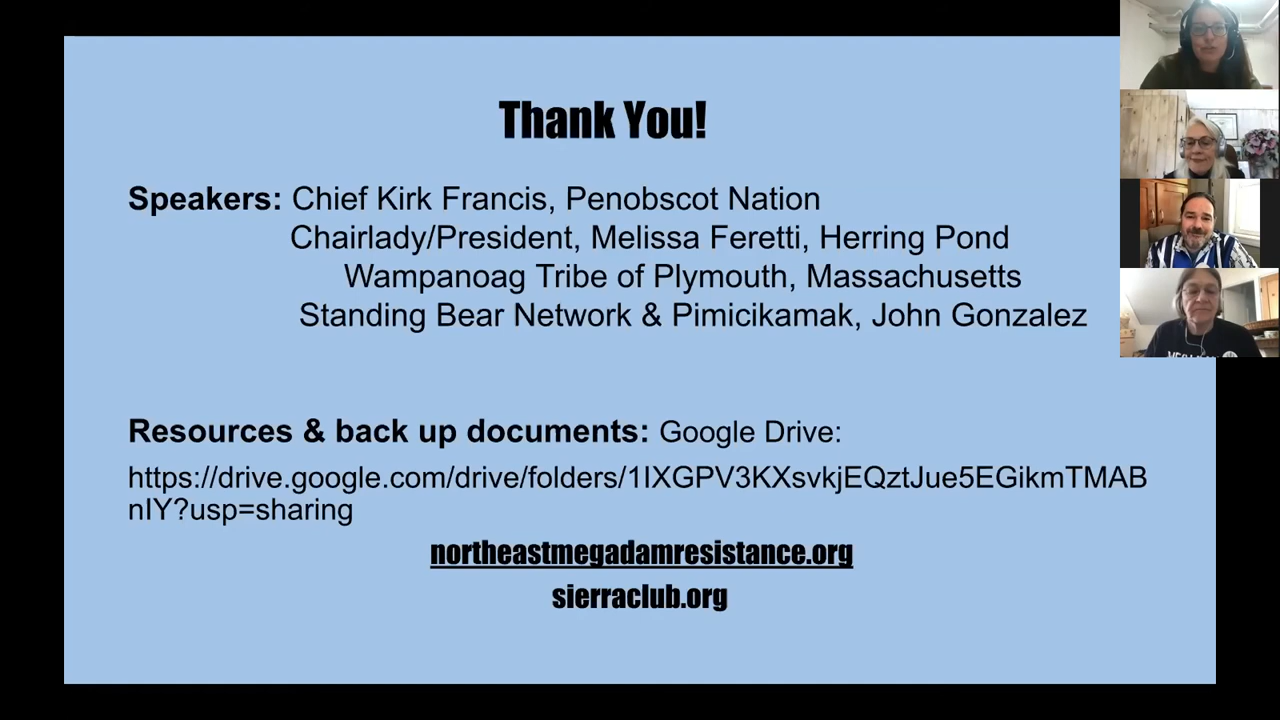 Thank You!
Speakers: Chief Kirk Francis, Penobscot Nation
Chairlady/President, Melissa Feretti, Herring Pond
Wampanoag Tribe of Plymouth, Massachusetts
Standing Bear Network & Pimicikamak, John Gonzalez
Resources & back up documents: Google Drive:
https://drive.google.com/drive/folders/1IXGPV3KXsvkjEQztJue5EGikmTMAB
nIY?usp=sharing
northeastmegadamresistance.org
sierraclub.org